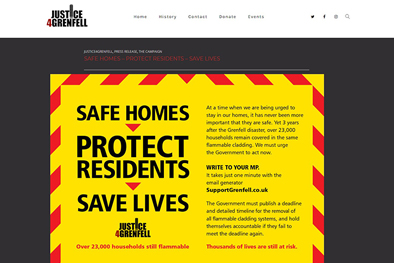 JUSTICE
4GRENFELL
Home History Contact Donate Events
JUSTICE4GRENFELL, PRESS RELEASE, THE CAMPAIGN
SAFE HOMES - PROTECT RESIDENTS - SAVE LIVES
SAFE HOMES
PROTECT
RESIDENTS
SAVE LIVES
JUSTICE
4GRENFELL
Over 23,000 households still flammable
At a time when we are being urged to
stay in our homes, it has never been more
important that they are safe. Yet 3 years
after the Grenfell disaster, over 23,000
households remain covered in the same
flammable cladding. We must urge
the Government to act now.
WRITE TO YOUR MP.
It takes just one minute with the
email generator
SupportGrenfell.co.uk
The Government must publish a deadline
and detailed timeline for the removal of
all flammable cladding systems, and hold
themselves accountable if they fail to
meet the deadline again.
Thousands of lives are still at risk.